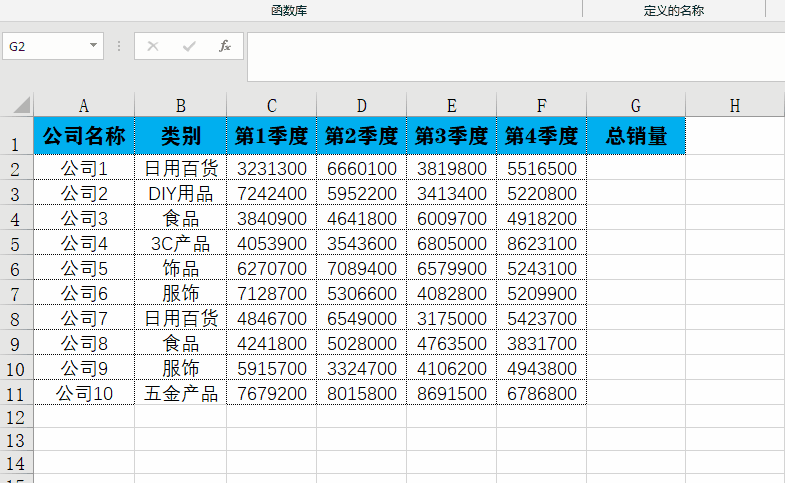 函数库 定义的名称
G2 fx
A B C D E F G H
1 公司名称 类别 第1季度 第2季度 第3季度 第4季度 总销量
2 公司1 日用百货 3231300 6660100 3819800 5516500
3 公司2 DIY用品 7242400 5952200 3413400 5220800
4 公司3 食品 3840900 4641800 6009700 4918200
5 公司4 3C产品 4053900 3543600 6805000 8623100
6 公司5 饰品 6270700 7089400 6579900 5243100
7 公司6 服饰 7128700 5306600 4082800 5209900
8 公司7 日用百货 4846700 6549000 3175000 5423700
9 公司8 食品 4241800 5028000 4763500 3831700
10 公司9 服饰 5915700 3324700 4106200 4943800
11 公司10 五金产品 7679200 8015800 8691500 6786800
12
13
14